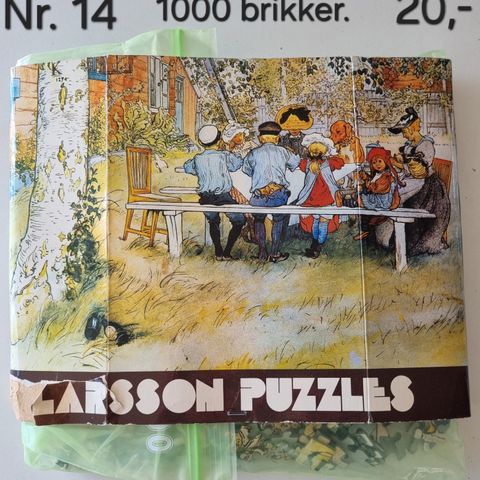 Nr. 14 1000 brikker. 20,-
LARSSON PUZZLES